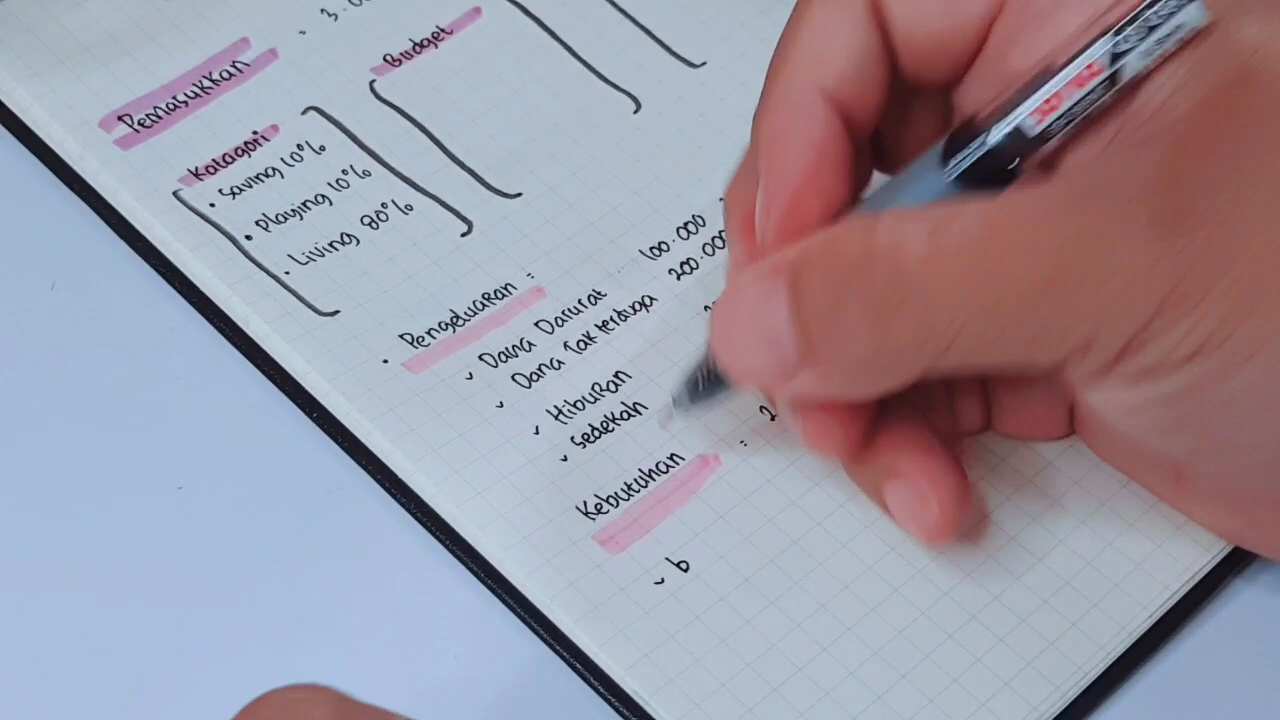 Pemasukkan
Budget
Katagori
• Saving 10%
• Playing 10%
• Living 80%
• Pengeluaran :
✓ Dana Darurat 100.000
✓ Dana Tak terduga 200.000
✓ Hiburan
✓ Sedekah
Kebutuhan =
✓ b